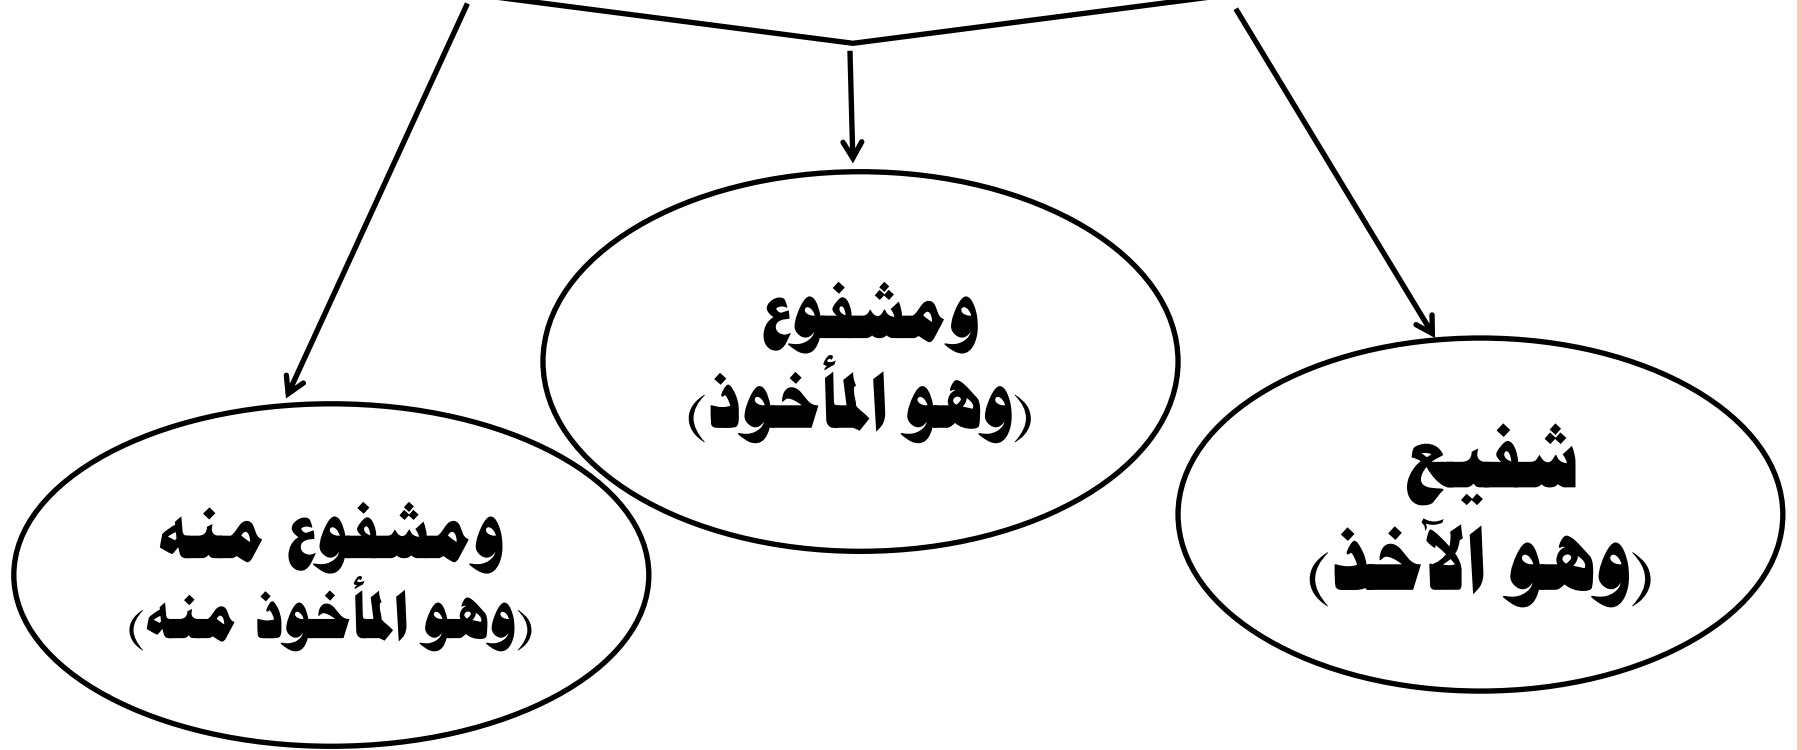 شفيع
(وهو الآخذ)
ومشفوع
(وهو المأخوذ)
ومشفوع منه
(وهو المأخوذ منه)